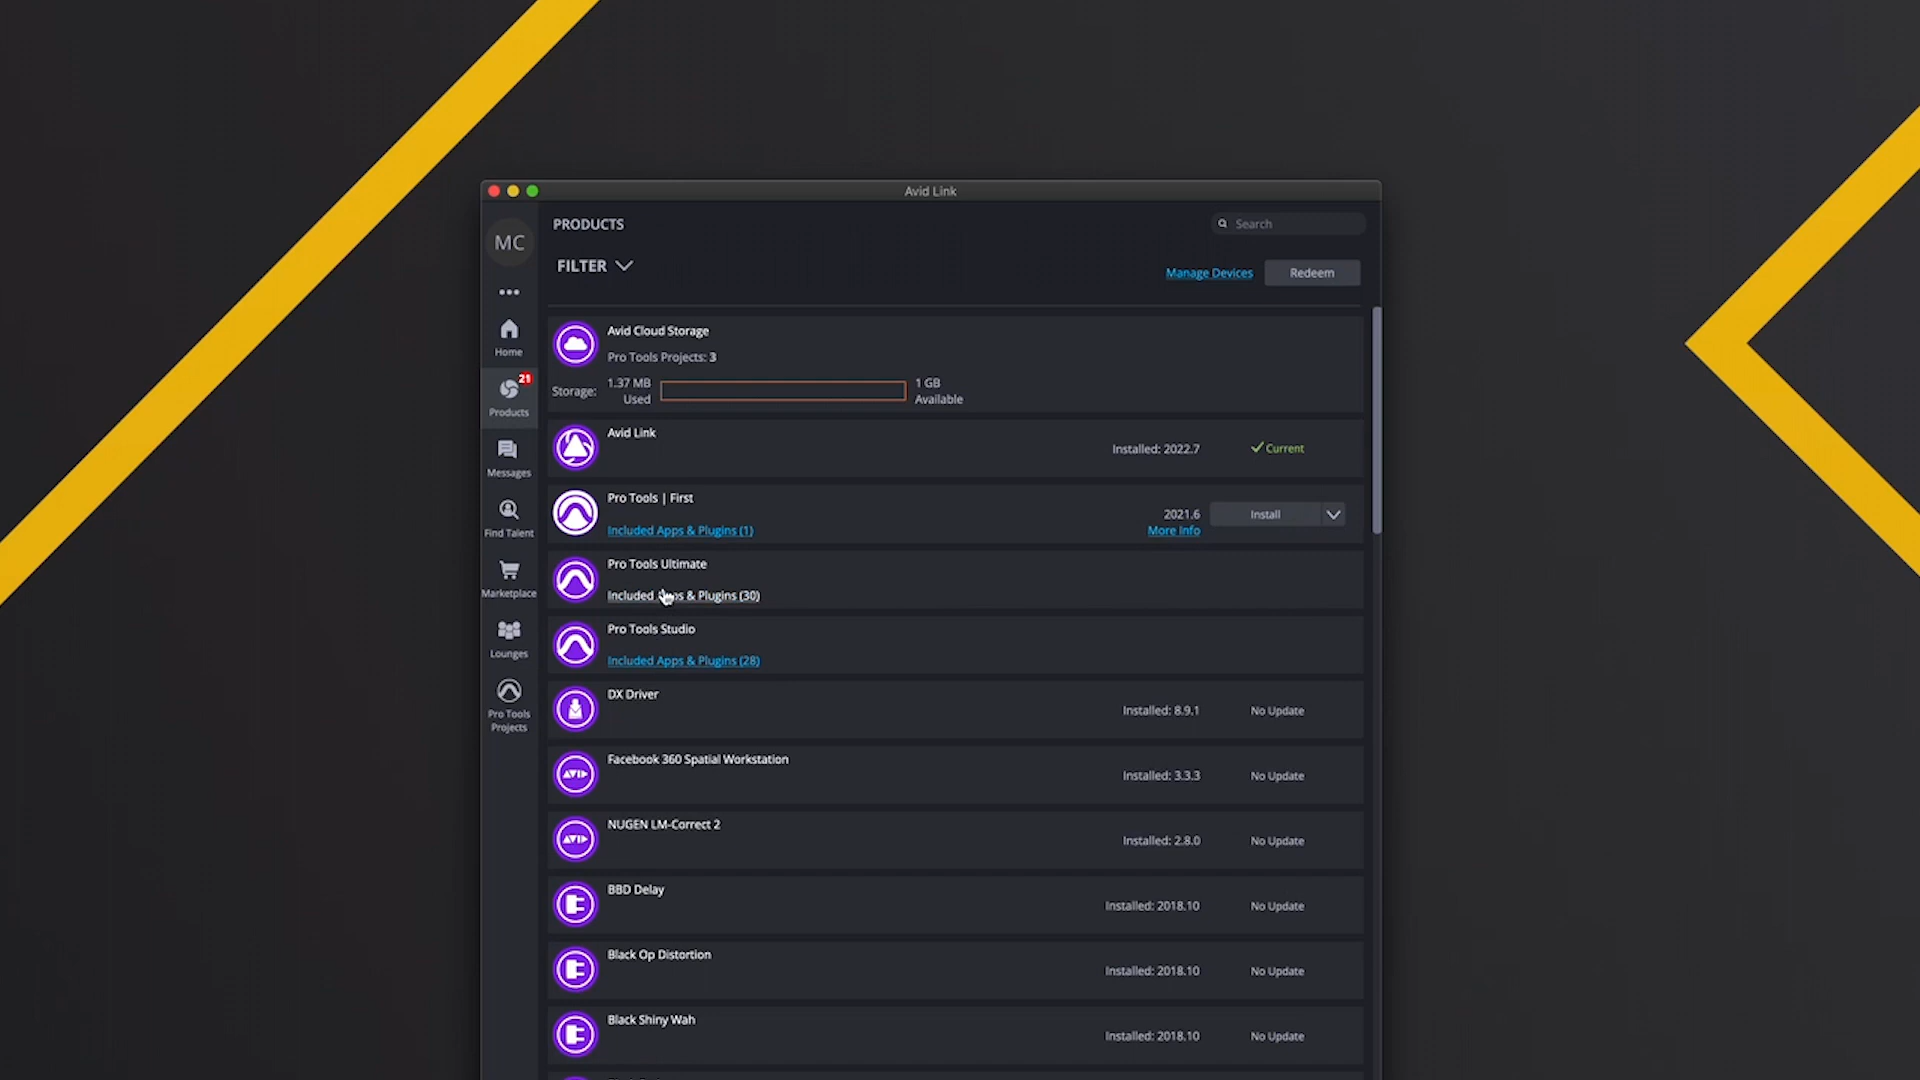 Avid Link
MC
PRODUCTS
Search
FILTER
Manage Devices
Redeem
Home
21
Products
Messages
Find Talent
Marketplace
Lounges
Pro Tools
Projects
Avid Cloud Storage
Pro Tools Projects: 3
Storage:
1.37 MB
Used
1 GB
Available
Avid Link
Installed: 2022.7
Current
Pro Tools | First
Included Apps & Plugins (1)
2021.6
More Info
Install
Pro Tools Ultimate
Included Apps & Plugins (30)
Pro Tools Studio
Included Apps & Plugins (28)
DX Driver
Installed: 8.9.1
No Update
Facebook 360 Spatial Workstation
AVID
Installed: 3.3.3
No Update
NUGEN LM-Correct 2
AVID
Installed: 2.8.0
No Update
BBD Delay
Installed: 2018.10
No Update
Black Op Distortion
Installed: 2018.10
No Update
Black Shiny Wah
Installed: 2018.10
No Update